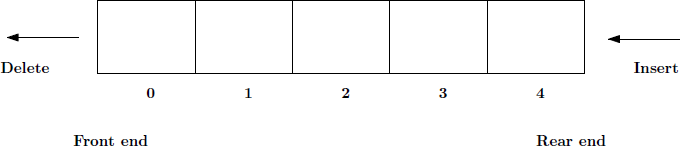 Delete
Insert
0 1 2 3 4
Front end
Rear end